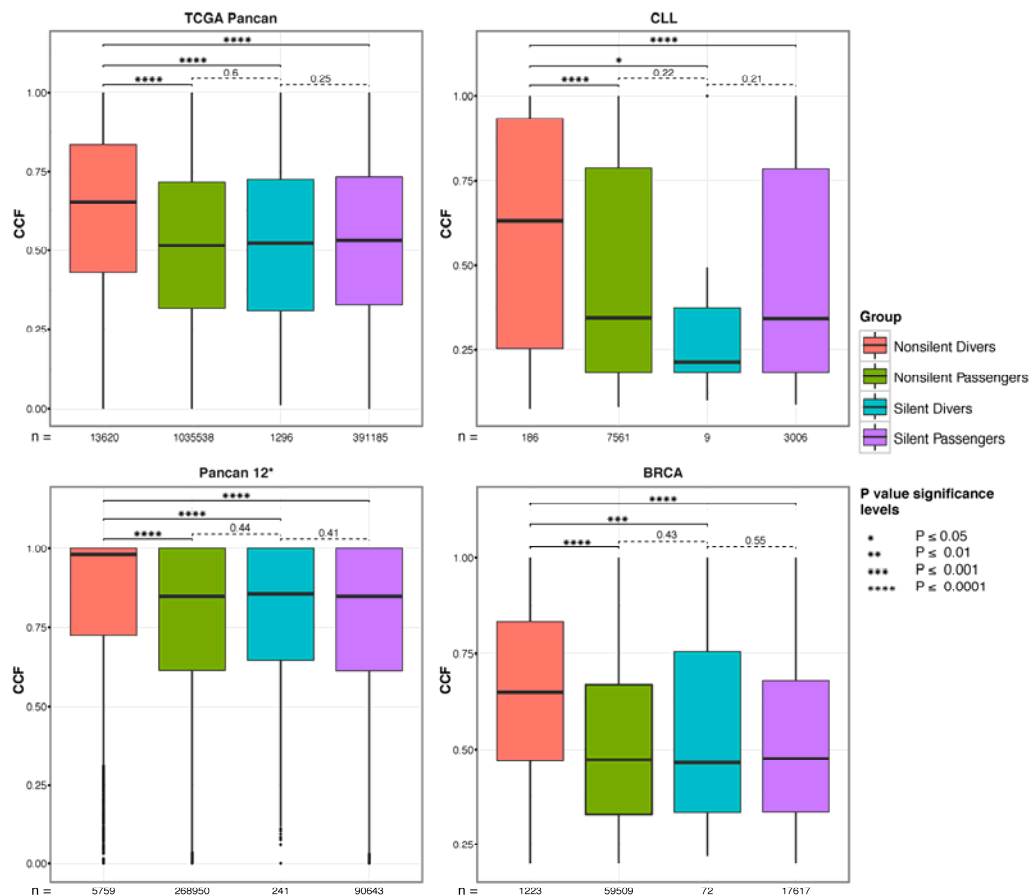 TCGA Pancan
****
****
****
0.6
0.25
1.00
0.75
0.50
0.25
0.00
CCF
n =
13620
1035538
1296
391185
CLL
****
*
****
0.22
0.21
1.00
0.75
0.50
0.25
CCF
186
7561
9
3006
Group
Nonsilent Divers
Nonsilent Passengers
Silent Divers
Silent Passengers
Pancan 12*
****
****
****
0.44
0.41
1.00
0.75
0.50
0.25
0.00
CCF
n =
5759
268950
241
90643
BRCA
****
***
****
0.43
0.55
1.00
0.75
0.50
0.25
CCF
n =
1223
59509
72
17617
P value significance
levels
* P ≤ 0.05
** P ≤ 0.01
*** P ≤ 0.001
**** P ≤ 0.0001